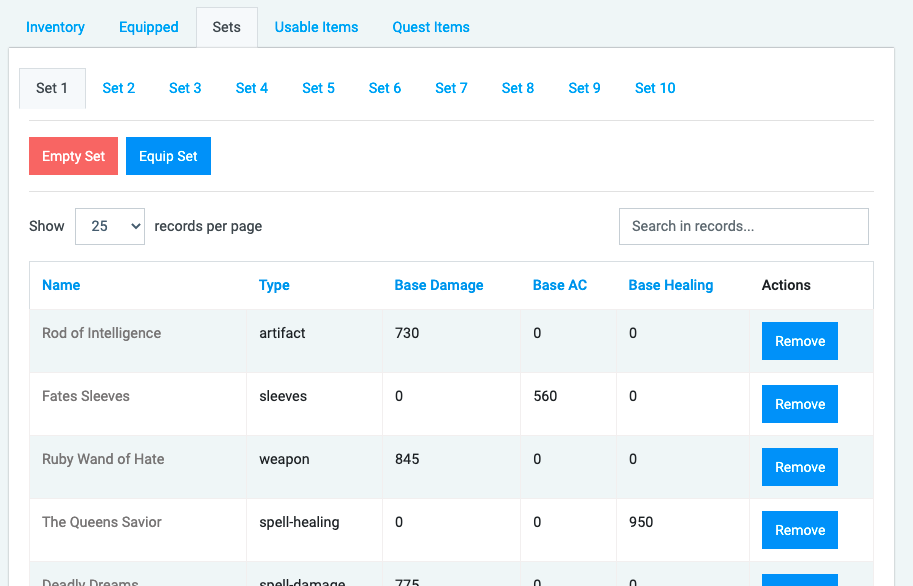 Inventory Equipped Sets Usable Items Quest Items
Set 1 Set 2 Set 3 Set 4 Set 5 Set 6 Set 7 Set 8 Set 9 Set 10
Empty Set Equip Set
Show 25 records per page Search in records...
Name Type Base Damage Base AC Base Healing Actions
Rod of Intelligence artifact 730 0 0 Remove
Fates Sleeves sleeves 0 560 0 Remove
Ruby Wand of Hate weapon 845 0 0 Remove
The Queens Savior spell-healing 0 0 950 Remove
Deadly Dreams spell-damage 775 0 0